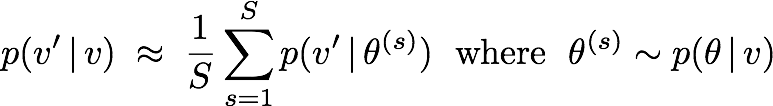 p(v′ | v) ≈ 1/S ∑_{s=1}^{S} p(v′ | θ^{(s)}) where θ^{(s)} ∼ p(θ | v)